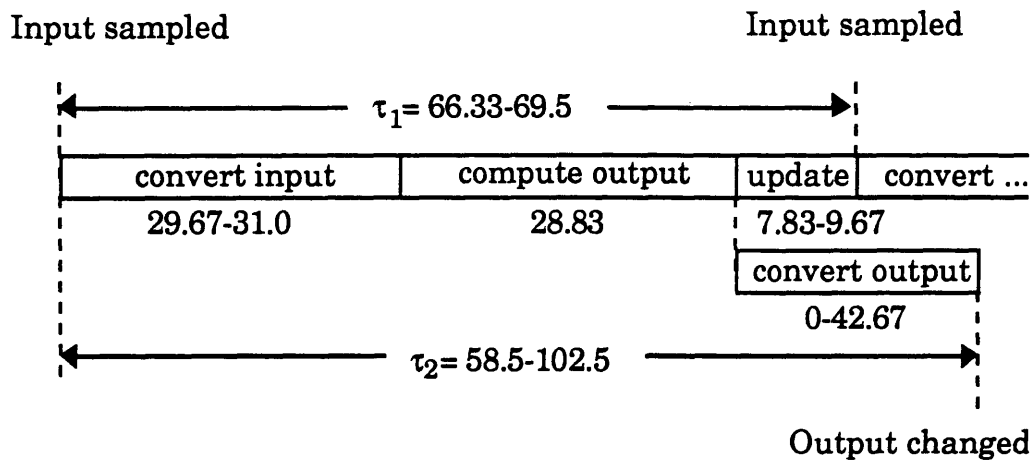 Input sampled
Input sampled
τ1= 66.33-69.5
convert input
compute output
update
convert ...
29.67-31.0
28.83
7.83-9.67
convert output
0-42.67
τ2= 58.5-102.5
Output changed